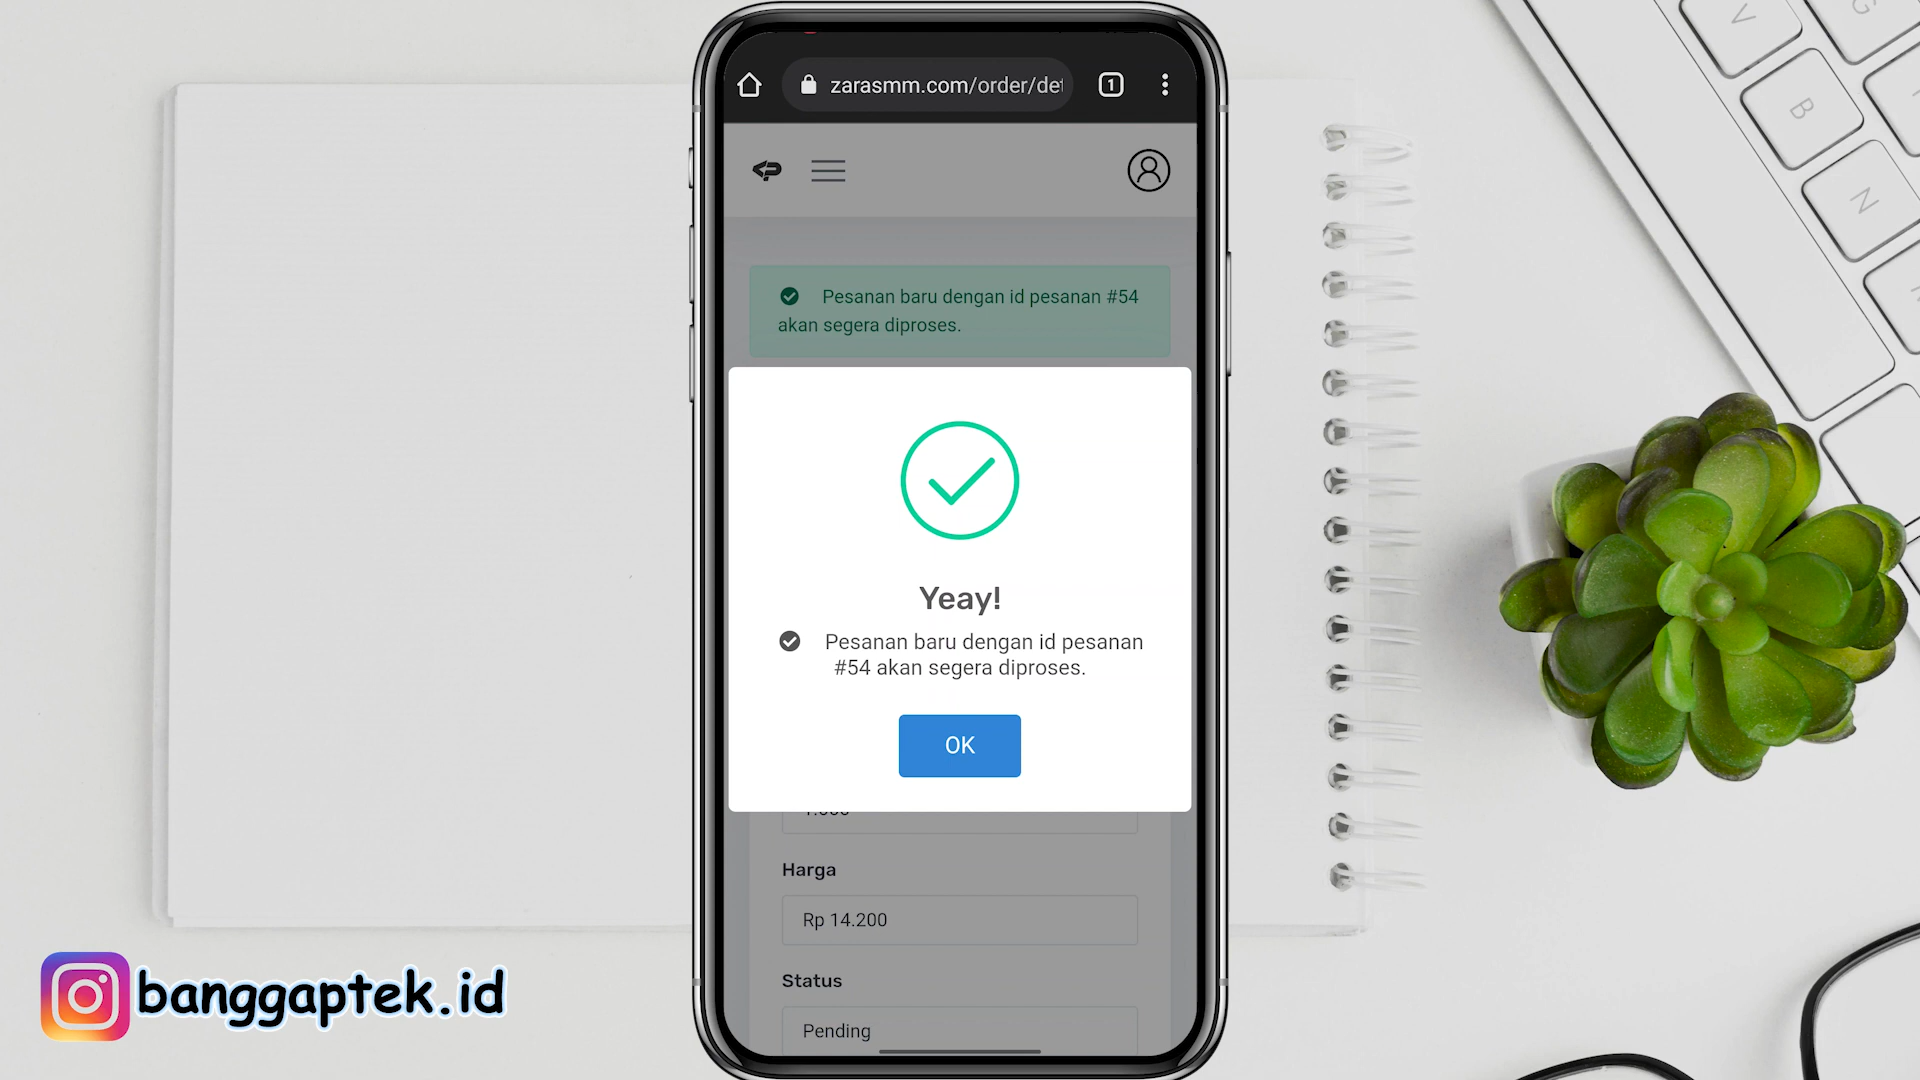 zarasmm.com/order/det
1
Pesanan baru dengan id pesanan #54
akan segera diproses.
Yeay!
Pesanan baru dengan id pesanan
#54 akan segera diproses.
OK
Harga
Rp 14.200
Status
Pending
banggaptek.id
V
G
B
N